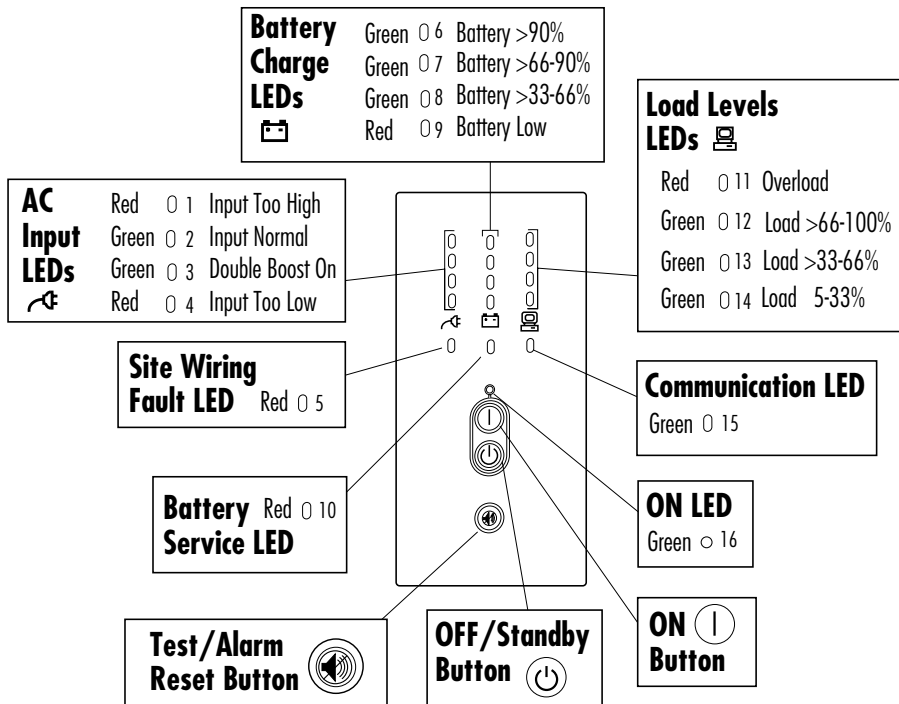 Battery Charge LEDs
Green 6 Battery >90%
Green 7 Battery >66-90%
Green 8 Battery >33-66%
Red 9 Battery Low
Load Levels
LEDs
Red 11 Overload
Green 12 Load >66-100%
Green 13 Load >33-66%
Green 14 Load 5-33%
AC Input LEDs
Red 1 Input Too High
Green 2 Input Normal
Green 3 Double Boost On
Red 4 Input Too Low
Site Wiring
Fault LED Red 5
Communication LED
Green 15
Battery Red 10
Service LED
ON LED
Green 16
Test/Alarm
Reset Button
OFF/Standby
Button
ON
Button